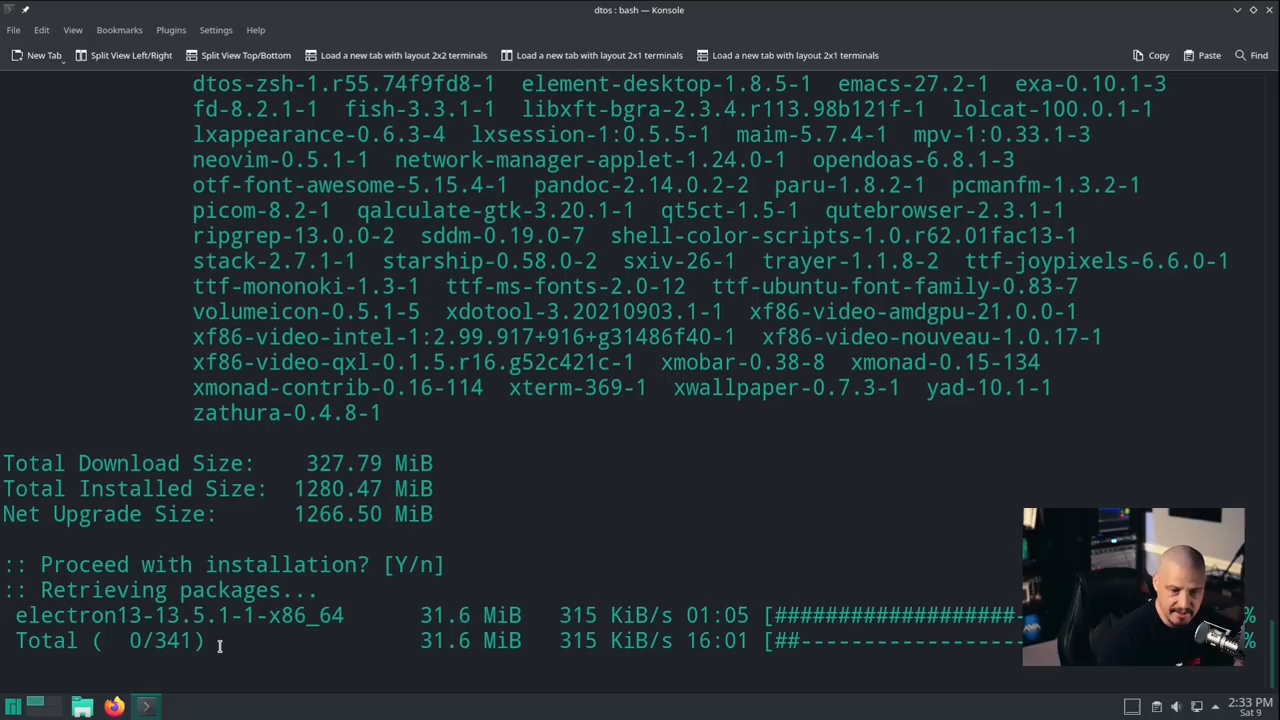 dtos : bash — Konsole
File Edit View Bookmarks Plugins Settings Help
New Tab Split View Left/Right Split View Top/Bottom Load a new tab with layout 2x2 terminals Load a new tab with layout 2x1 terminals Load a new tab with layout 2x1 terminals Copy Paste Find
dtos-zsh-1.r55.74f9fd8-1 element-desktop-1.8.5-1 emacs-27.2-1 exa-0.10.1-3
fd-8.2.1-1 fish-3.3.1-1 libxft-bgra-2.3.4.r113.98b121f-1 lolcat-100.0.1-1
lxappearance-0.6.3-4 lxsession-1:0.5.5-1 maim-5.7.4-1 mpv-1:0.33.1-3
neovim-0.5.1-1 network-manager-applet-1.24.0-1 opendoas-6.8.1-3
otf-font-awesome-5.15.4-1 pandoc-2.14.0.2-2 paru-1.8.2-1 pcmanfm-1.3.2-1
picom-8.2-1 qalculate-gtk-3.20.1-1 qt5ct-1.5-1 qutebrowser-2.3.1-1
ripgrep-13.0.0-2 sddm-0.19.0-7 shell-color-scripts-1.0.r62.01fac13-1
stack-2.7.1-1 starship-0.58.0-2 sxiv-26-1 trayer-1.1.8-2 ttf-joypixels-6.6.0-1
ttf-mononoki-1.3-1 ttf-ms-fonts-2.0-12 ttf-ubuntu-font-family-0.83-7
volumeicon-0.5.1-5 xdotool-3.20210903.1-1 xf86-video-amdgpu-21.0.0-1
xf86-video-intel-1:2.99.917+916+g31486f40-1 xf86-video-nouveau-1.0.17-1
xf86-video-qxl-0.1.5.r16.g52c421c-1 xmobar-0.38-8 xmonad-0.15-134
xmonad-contrib-0.16-114 xterm-369-1 xwallpaper-0.7.3-1 yad-10.1-1
zathura-0.4.8-1
Total Download Size: 327.79 MiB
Total Installed Size: 1280.47 MiB
Net Upgrade Size: 1266.50 MiB
:: Proceed with installation? [Y/n]
:: Retrieving packages...
electron13-13.5.1-1-x86_64 31.6 MiB 315 KiB/s 01:05 [###################- %
Total ( 0/341) 31.6 MiB 315 KiB/s 16:01 [##------------------ %
2:33 PM
Sat 9